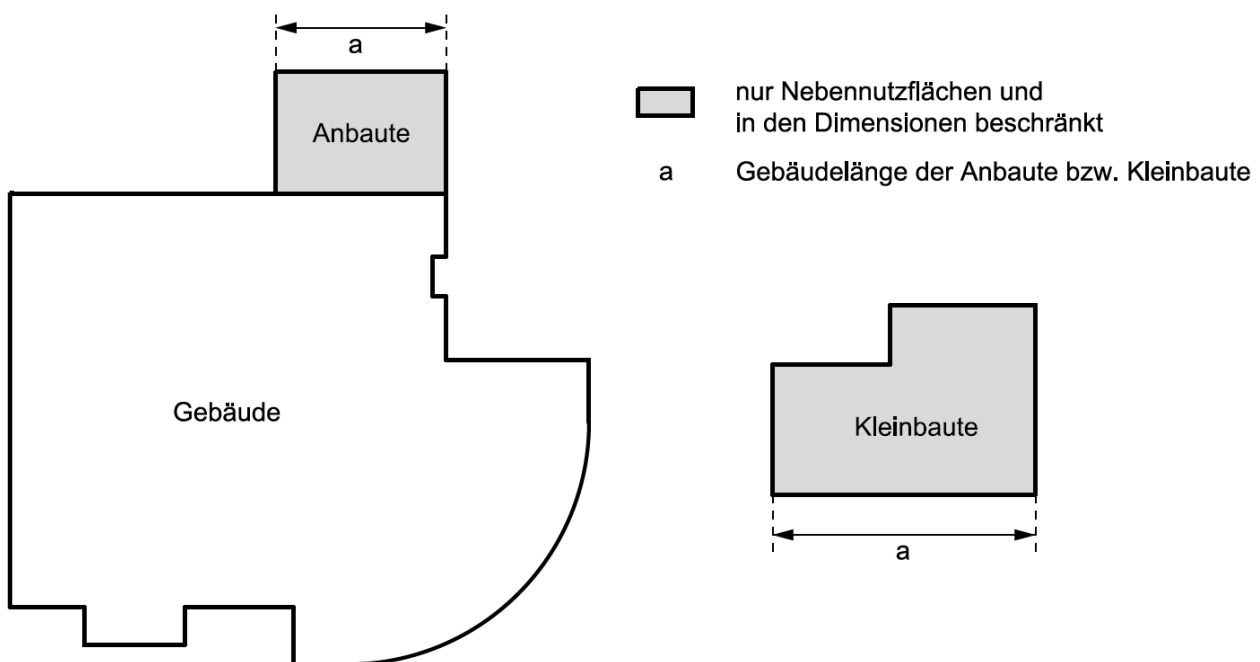 a
Anbaute
nur Nebennutzflächen und
in den Dimensionen beschränkt
a Gebäudelänge der Anbaute bzw. Kleinbaute
Gebäude
Kleinbaute
a